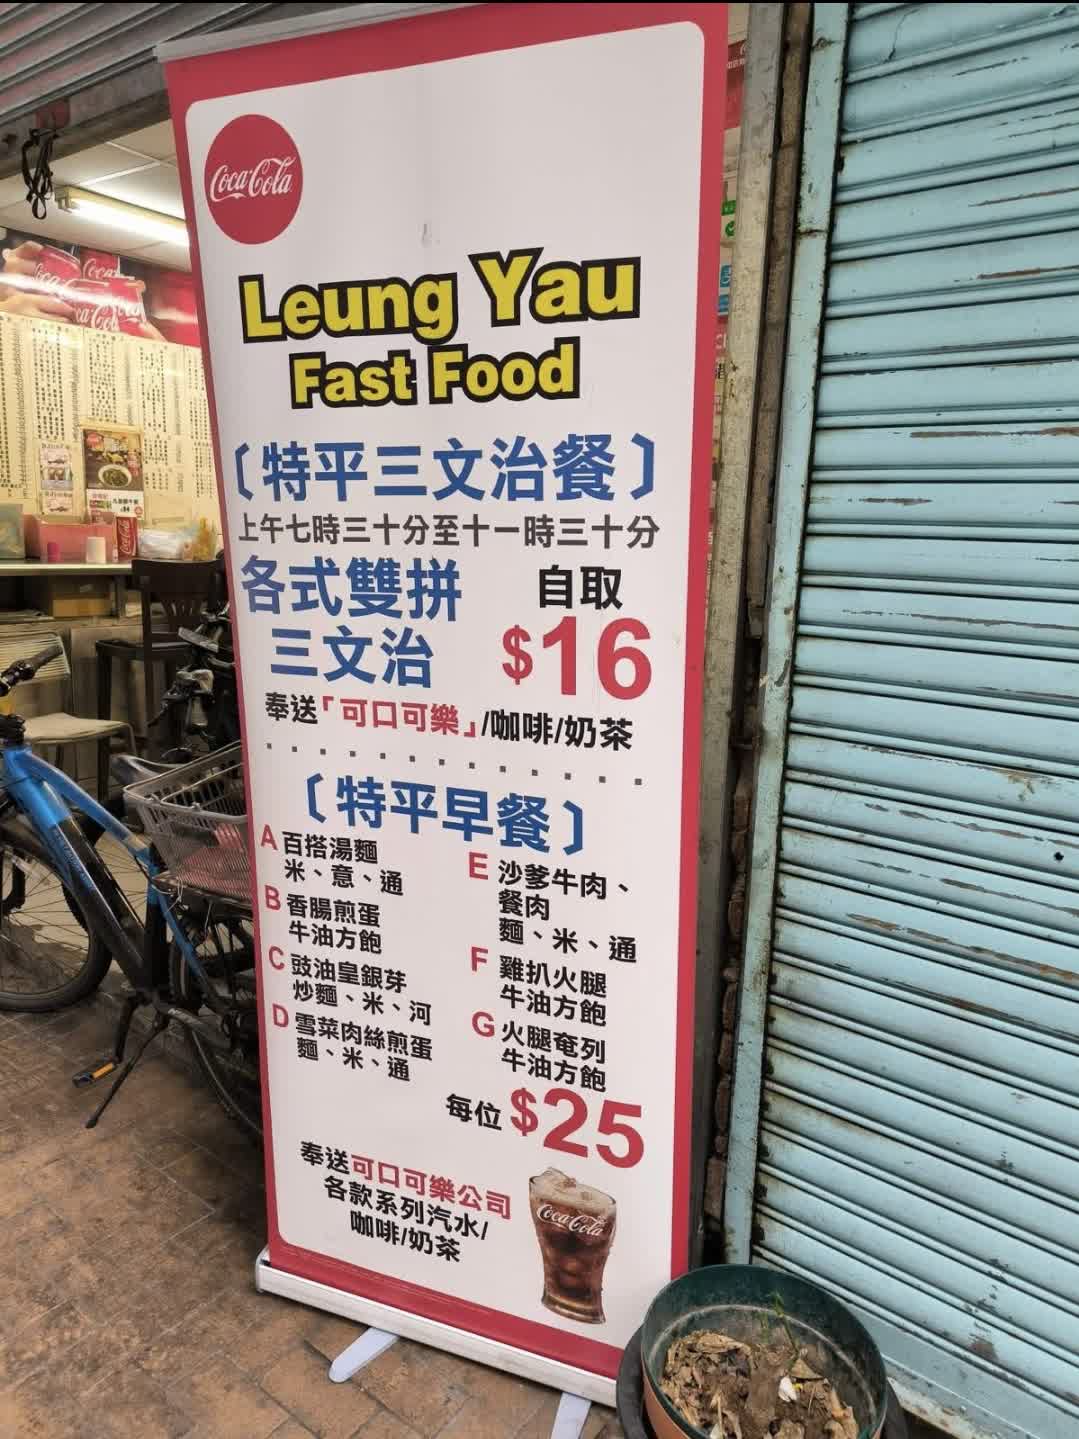 Coca-Cola
Leung Yau
Fast Food
〔特平三文治餐〕
上午七時三十分至十一時三十分
各式雙拼
三文治
自取
$16
奉送「可口可樂」/咖啡/奶茶
〔特平早餐〕
A 百搭湯麵
米、意、通
B 香腸煎蛋
牛油方飽
C 豉油皇銀芽
炒麵、米、河
D 雪菜肉絲煎蛋
麵、米、通
E 沙爹牛肉、
餐肉
麵、米、通
F 雞扒火腿
牛油方飽
G 火腿奄列
牛油方飽
每位 $25
奉送可口可樂公司
各款系列汽水/
咖啡/奶茶
Coca-Cola